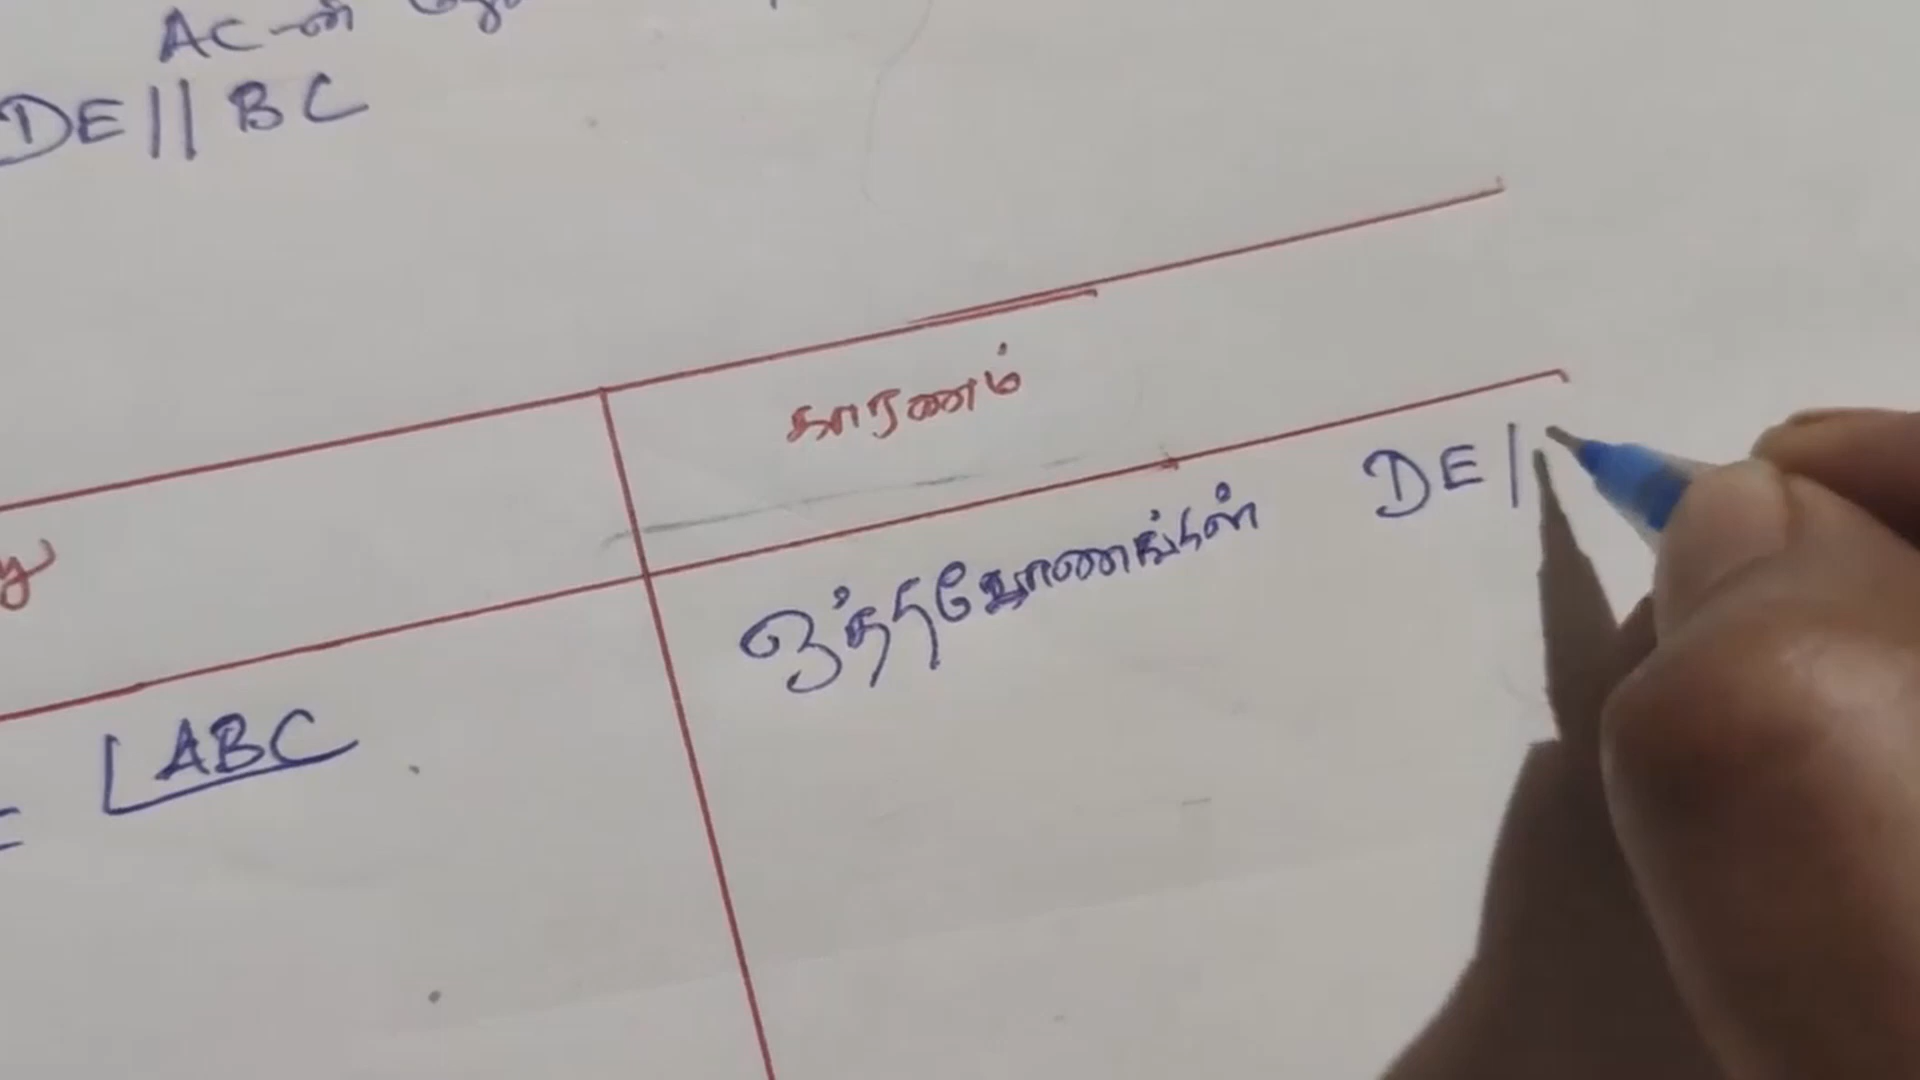 AC-ன்
DE || BC
காரணம்
ஒத்தகோணங்கள் DE |
= ∠ABC